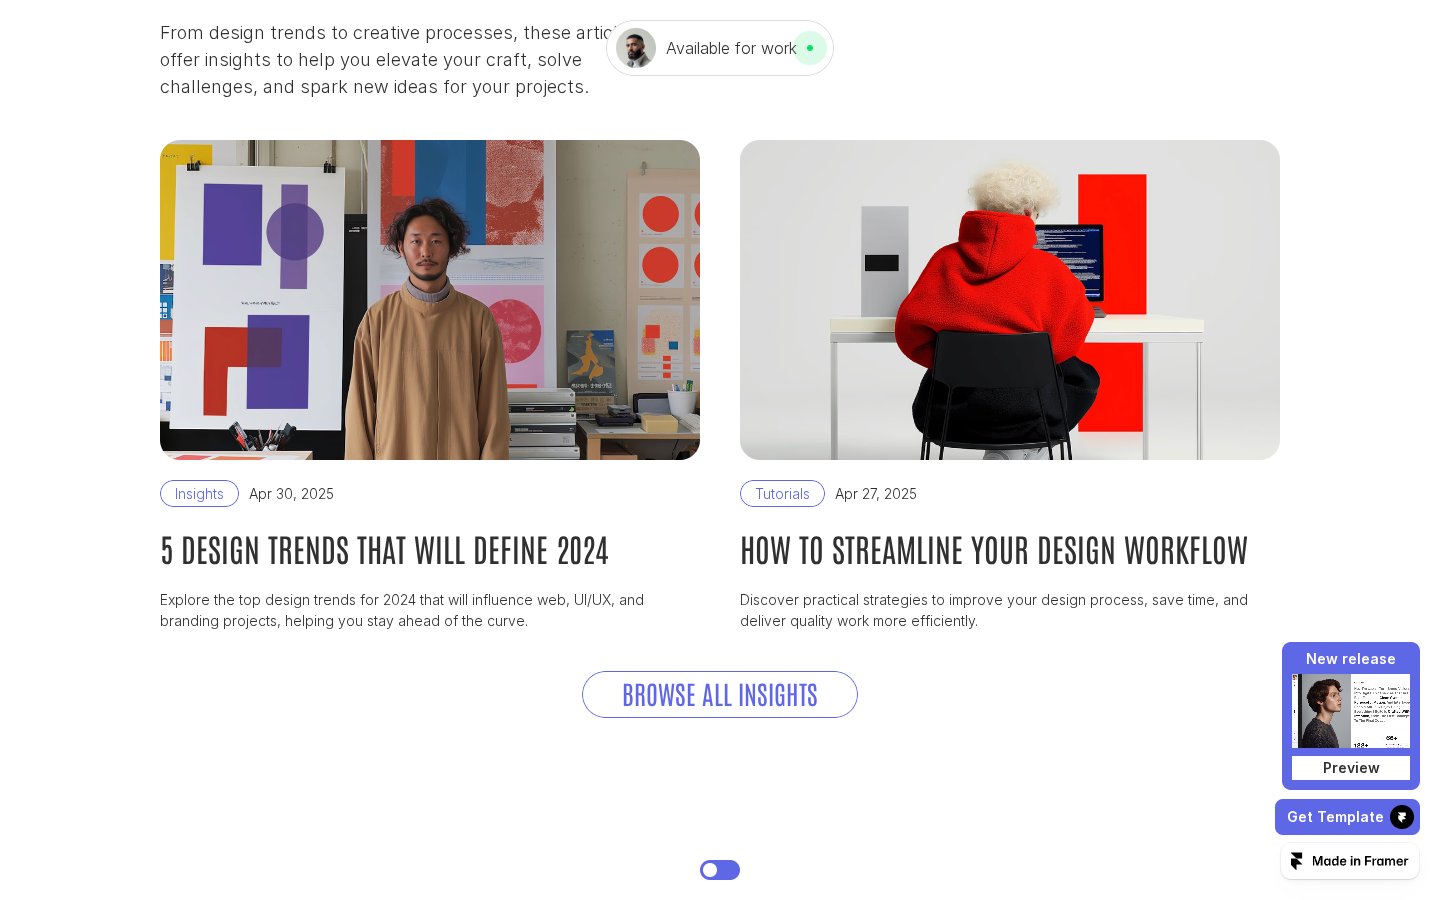 From design trends to creative processes, these
offer insights to help you elevate your craft, solve
challenges, and spark new ideas for your projects.
Available for work
Insights
Apr 30, 2025
5 DESIGN TRENDS THAT WILL DEFINE 2024
Explore the top design trends for 2024 that will influence web, UI/UX, and
branding projects, helping you stay ahead of the curve.
Tutorials
Apr 27, 2025
HOW TO STREAMLINE YOUR DESIGN WORKFLOW
Discover practical strategies to improve your design process, save time, and
deliver quality work more efficiently.
BROWSE ALL INSIGHTS
New release
Preview
Get Template
Made in Framer